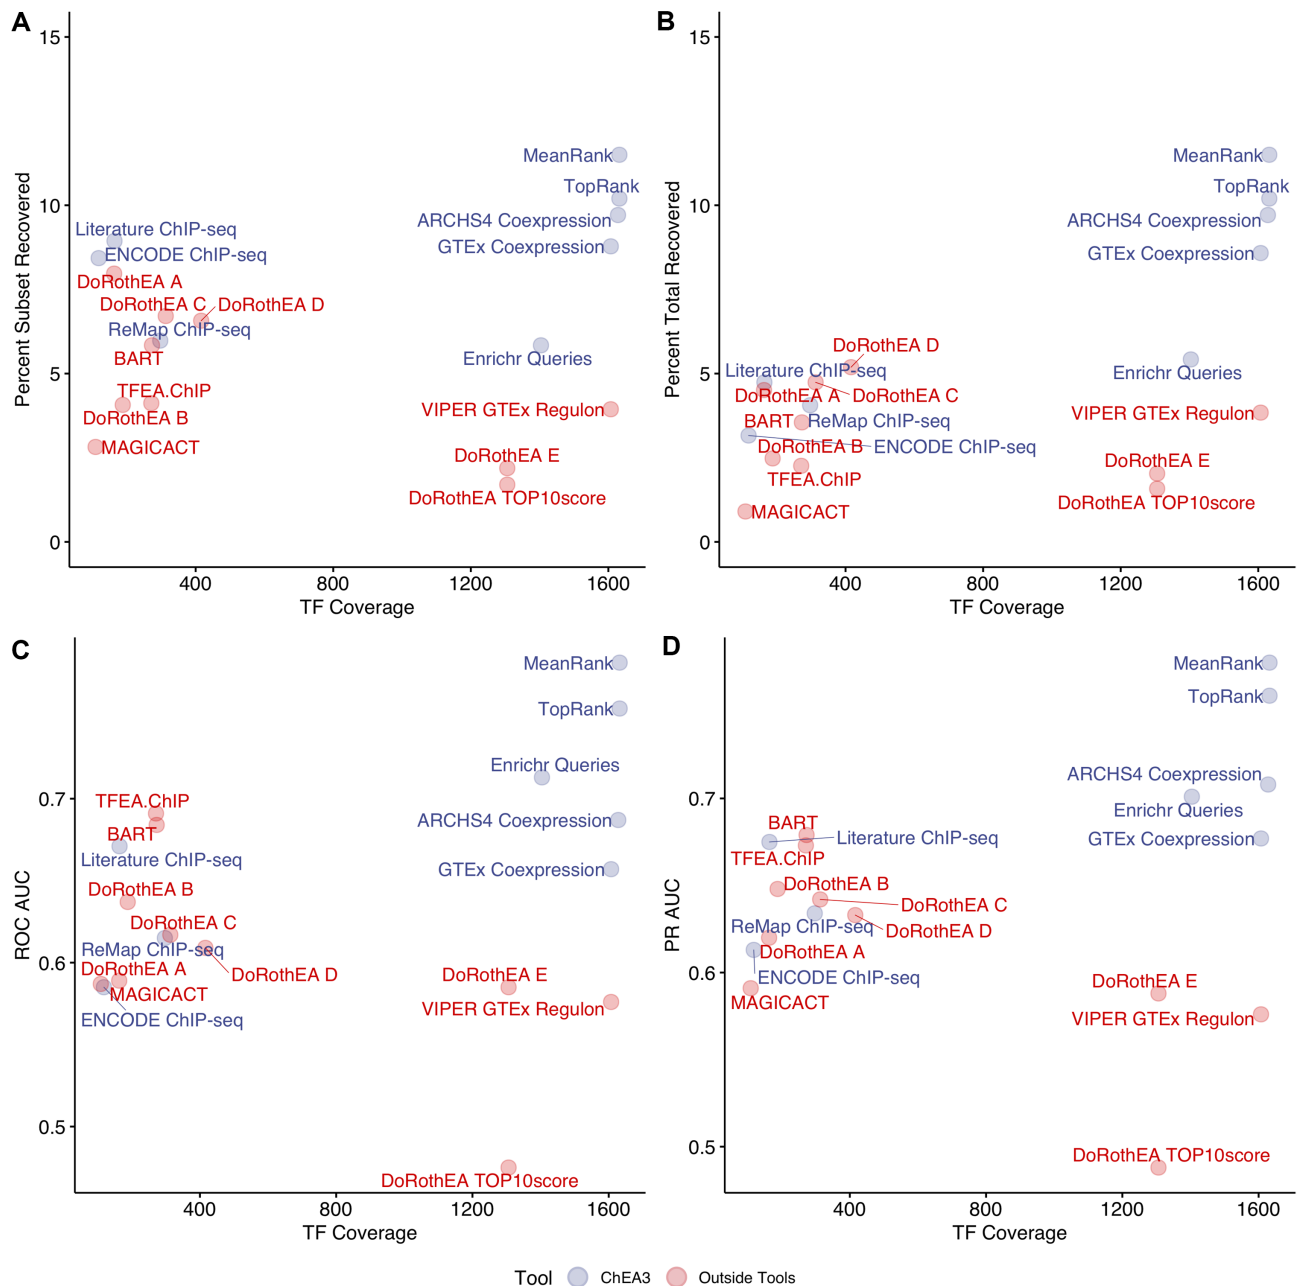 A
15
10
5
0
Percent Subset Recovered
MeanRank
TopRank
ARCHS4 Coexpression
GTEx Coexpression
Literature ChIP-seq
ENCODE ChIP-seq
DoRothEA A
DoRothEA C
DoRothEA D
ReMap ChIP-seq
BART
Enrichr Queries
TFEA.ChIP
DoRothEA B
VIPER GTEx Regulon
MAGICACT
DoRothEA E
DoRothEA TOP10score
400
800
1200
1600
TF Coverage
B
15
10
5
0
Percent Total Recovered
MeanRank
TopRank
ARCHS4 Coexpression
GTEx Coexpression
DoRothEA D
Literature ChIP-seq
Enrichr Queries
DoRothEA A
DoRothEA C
VIPER GTEx Regulon
BART
ReMap ChIP-seq
DoRothEA B
ENCODE ChIP-seq
DoRothEA E
TFEA.ChIP
DoRothEA TOP10score
MAGICACT
400
800
1200
1600
TF Coverage
C
0.7
0.6
0.5
ROC AUC
MeanRank
TopRank
Enrichr Queries
TFEA.ChIP
ARCHS4 Coexpression
BART
Literature ChIP-seq
GTEx Coexpression
DoRothEA B
DoRothEA C
ReMap ChIP-seq
DoRothEA A
DoRothEA D
DoRothEA E
MAGICACT
VIPER GTEx Regulon
ENCODE ChIP-seq
DoRothEA TOP10score
400
800
1200
1600
TF Coverage
D
0.7
0.6
0.5
PR AUC
MeanRank
TopRank
ARCHS4 Coexpression
Enrichr Queries
BART
Literature ChIP-seq
GTEx Coexpression
TFEA.ChIP
DoRothEA B
DoRothEA C
ReMap ChIP-seq
DoRothEA D
DoRothEA A
ENCODE ChIP-seq
DoRothEA E
MAGICACT
VIPER GTEx Regulon
DoRothEA TOP10score
400
800
1200
1600
TF Coverage
Tool ChEA3 Outside Tools